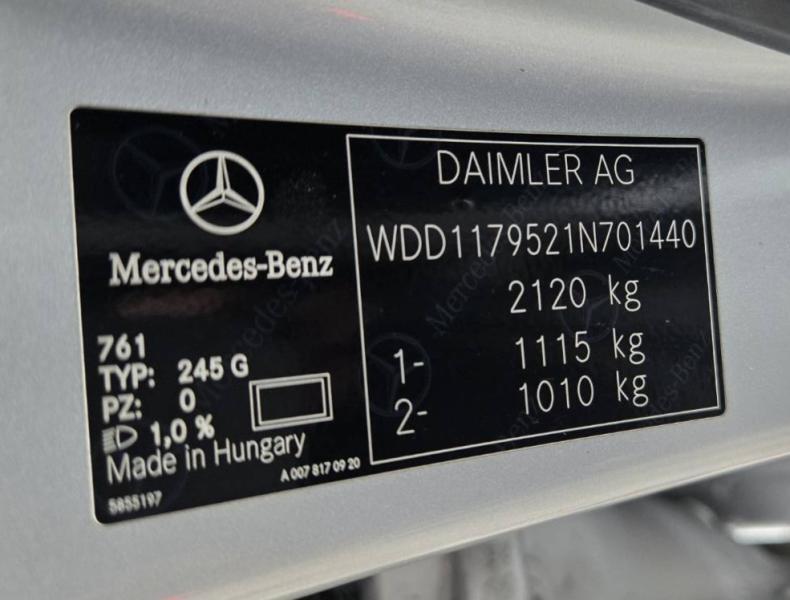 Mercedes-Benz
761
TYP: 245 G
PZ: 0
1,0 %
Made in Hungary
A 007 817 09 20
5855197
DAIMLER AG
WDD1179521N701440
2120 kg
1- 1115 kg
2- 1010 kg